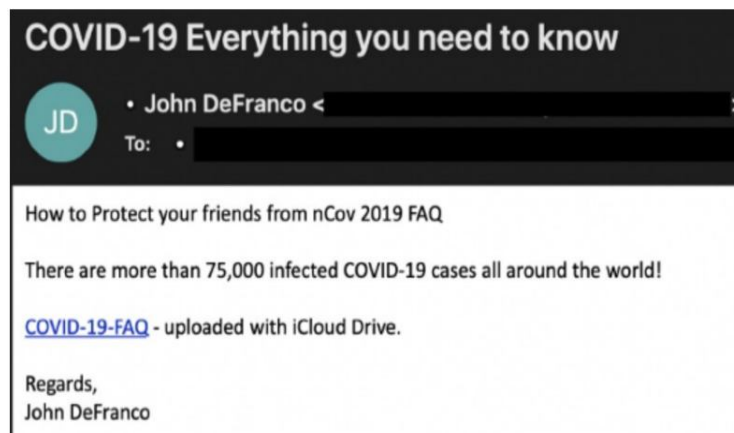 COVID-19 Everything you need to know
JD
• John DeFranco <
To: •
How to Protect your friends from nCov 2019 FAQ
There are more than 75,000 infected COVID-19 cases all around the world!
COVID-19-FAQ - uploaded with iCloud Drive.
Regards,
John DeFranco